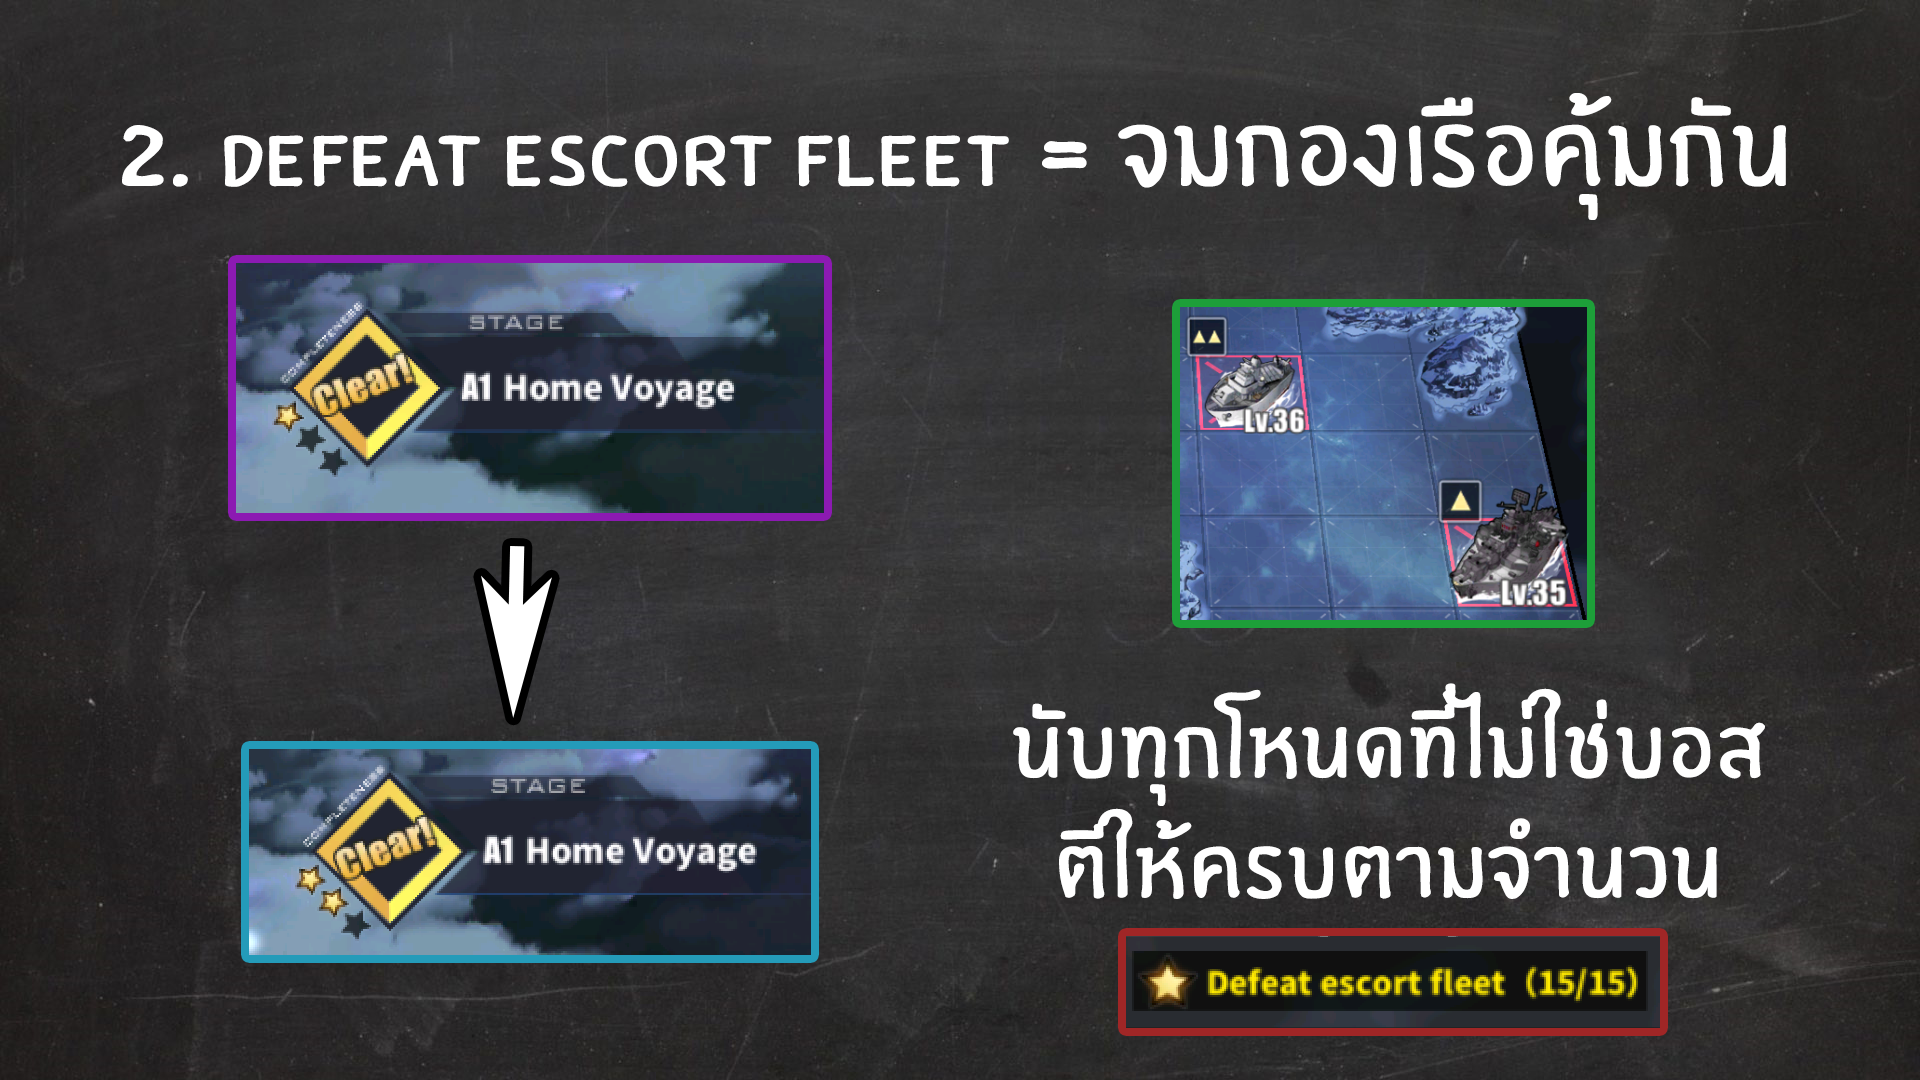 2. DEFEAT ESCORT FLEET = จมกองเรือคุ้มกัน
STAGE
COMPLETENESS
Clear!
A1 Home Voyage
Lv.36
Lv.35
STAGE
COMPLETENESS
Clear!
A1 Home Voyage
นับทุกโหนดที่ไม่ใช่บอส
ตีให้ครบตามจำนวน
Defeat escort fleet (15/15)